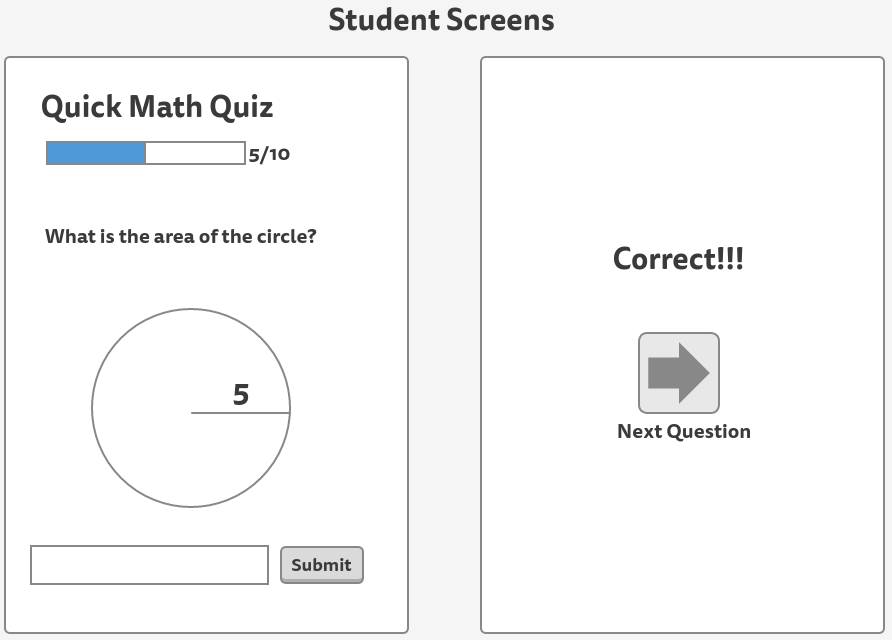 Student Screens
Quick Math Quiz
5/10
What is the area of the circle?
5
Submit
Correct!!!
Next Question